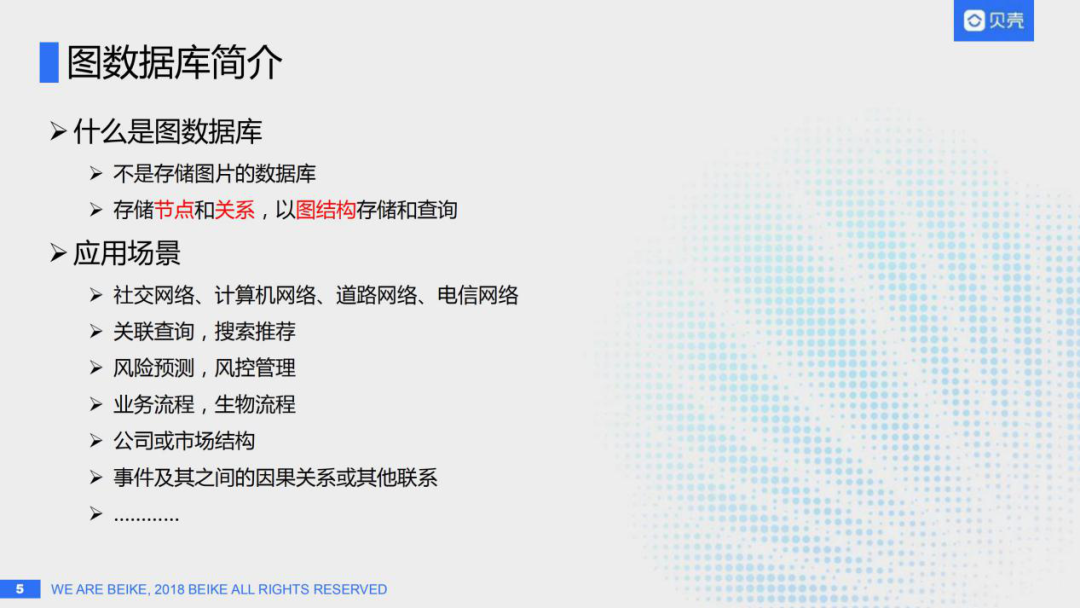 贝壳
图数据库简介
什么是图数据库
不是存储图片的数据库
存储节点和关系，以图结构存储和查询
应用场景
社交网络、计算机网络、道路网络、电信网络
关联查询，搜索推荐
风险预测，风控管理
业务流程，生物流程
公司或市场结构
事件及其之间的因果关系或其他联系
............
5 WE ARE BEIKE, 2018 BEIKE ALL RIGHTS RESERVED